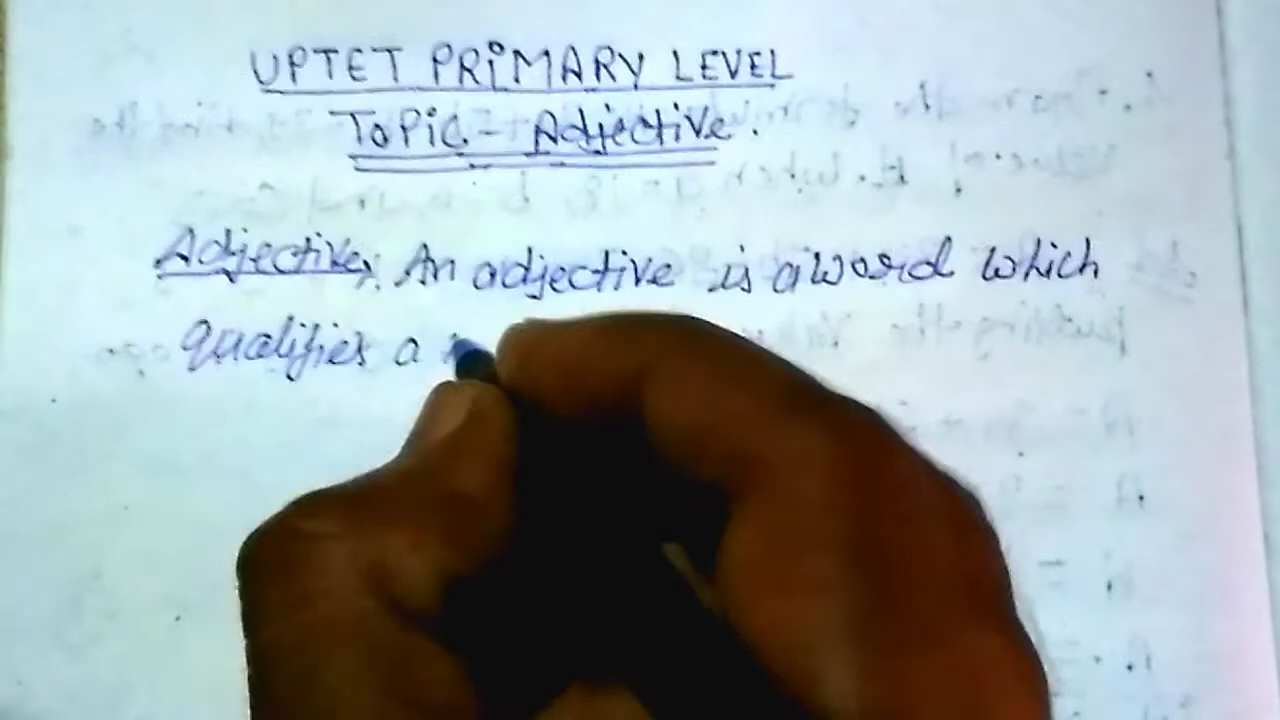 UPTET PRiMARY LEVEL
ToPic - Adjective.
Adjective: An adjective is a word which
qualifies a